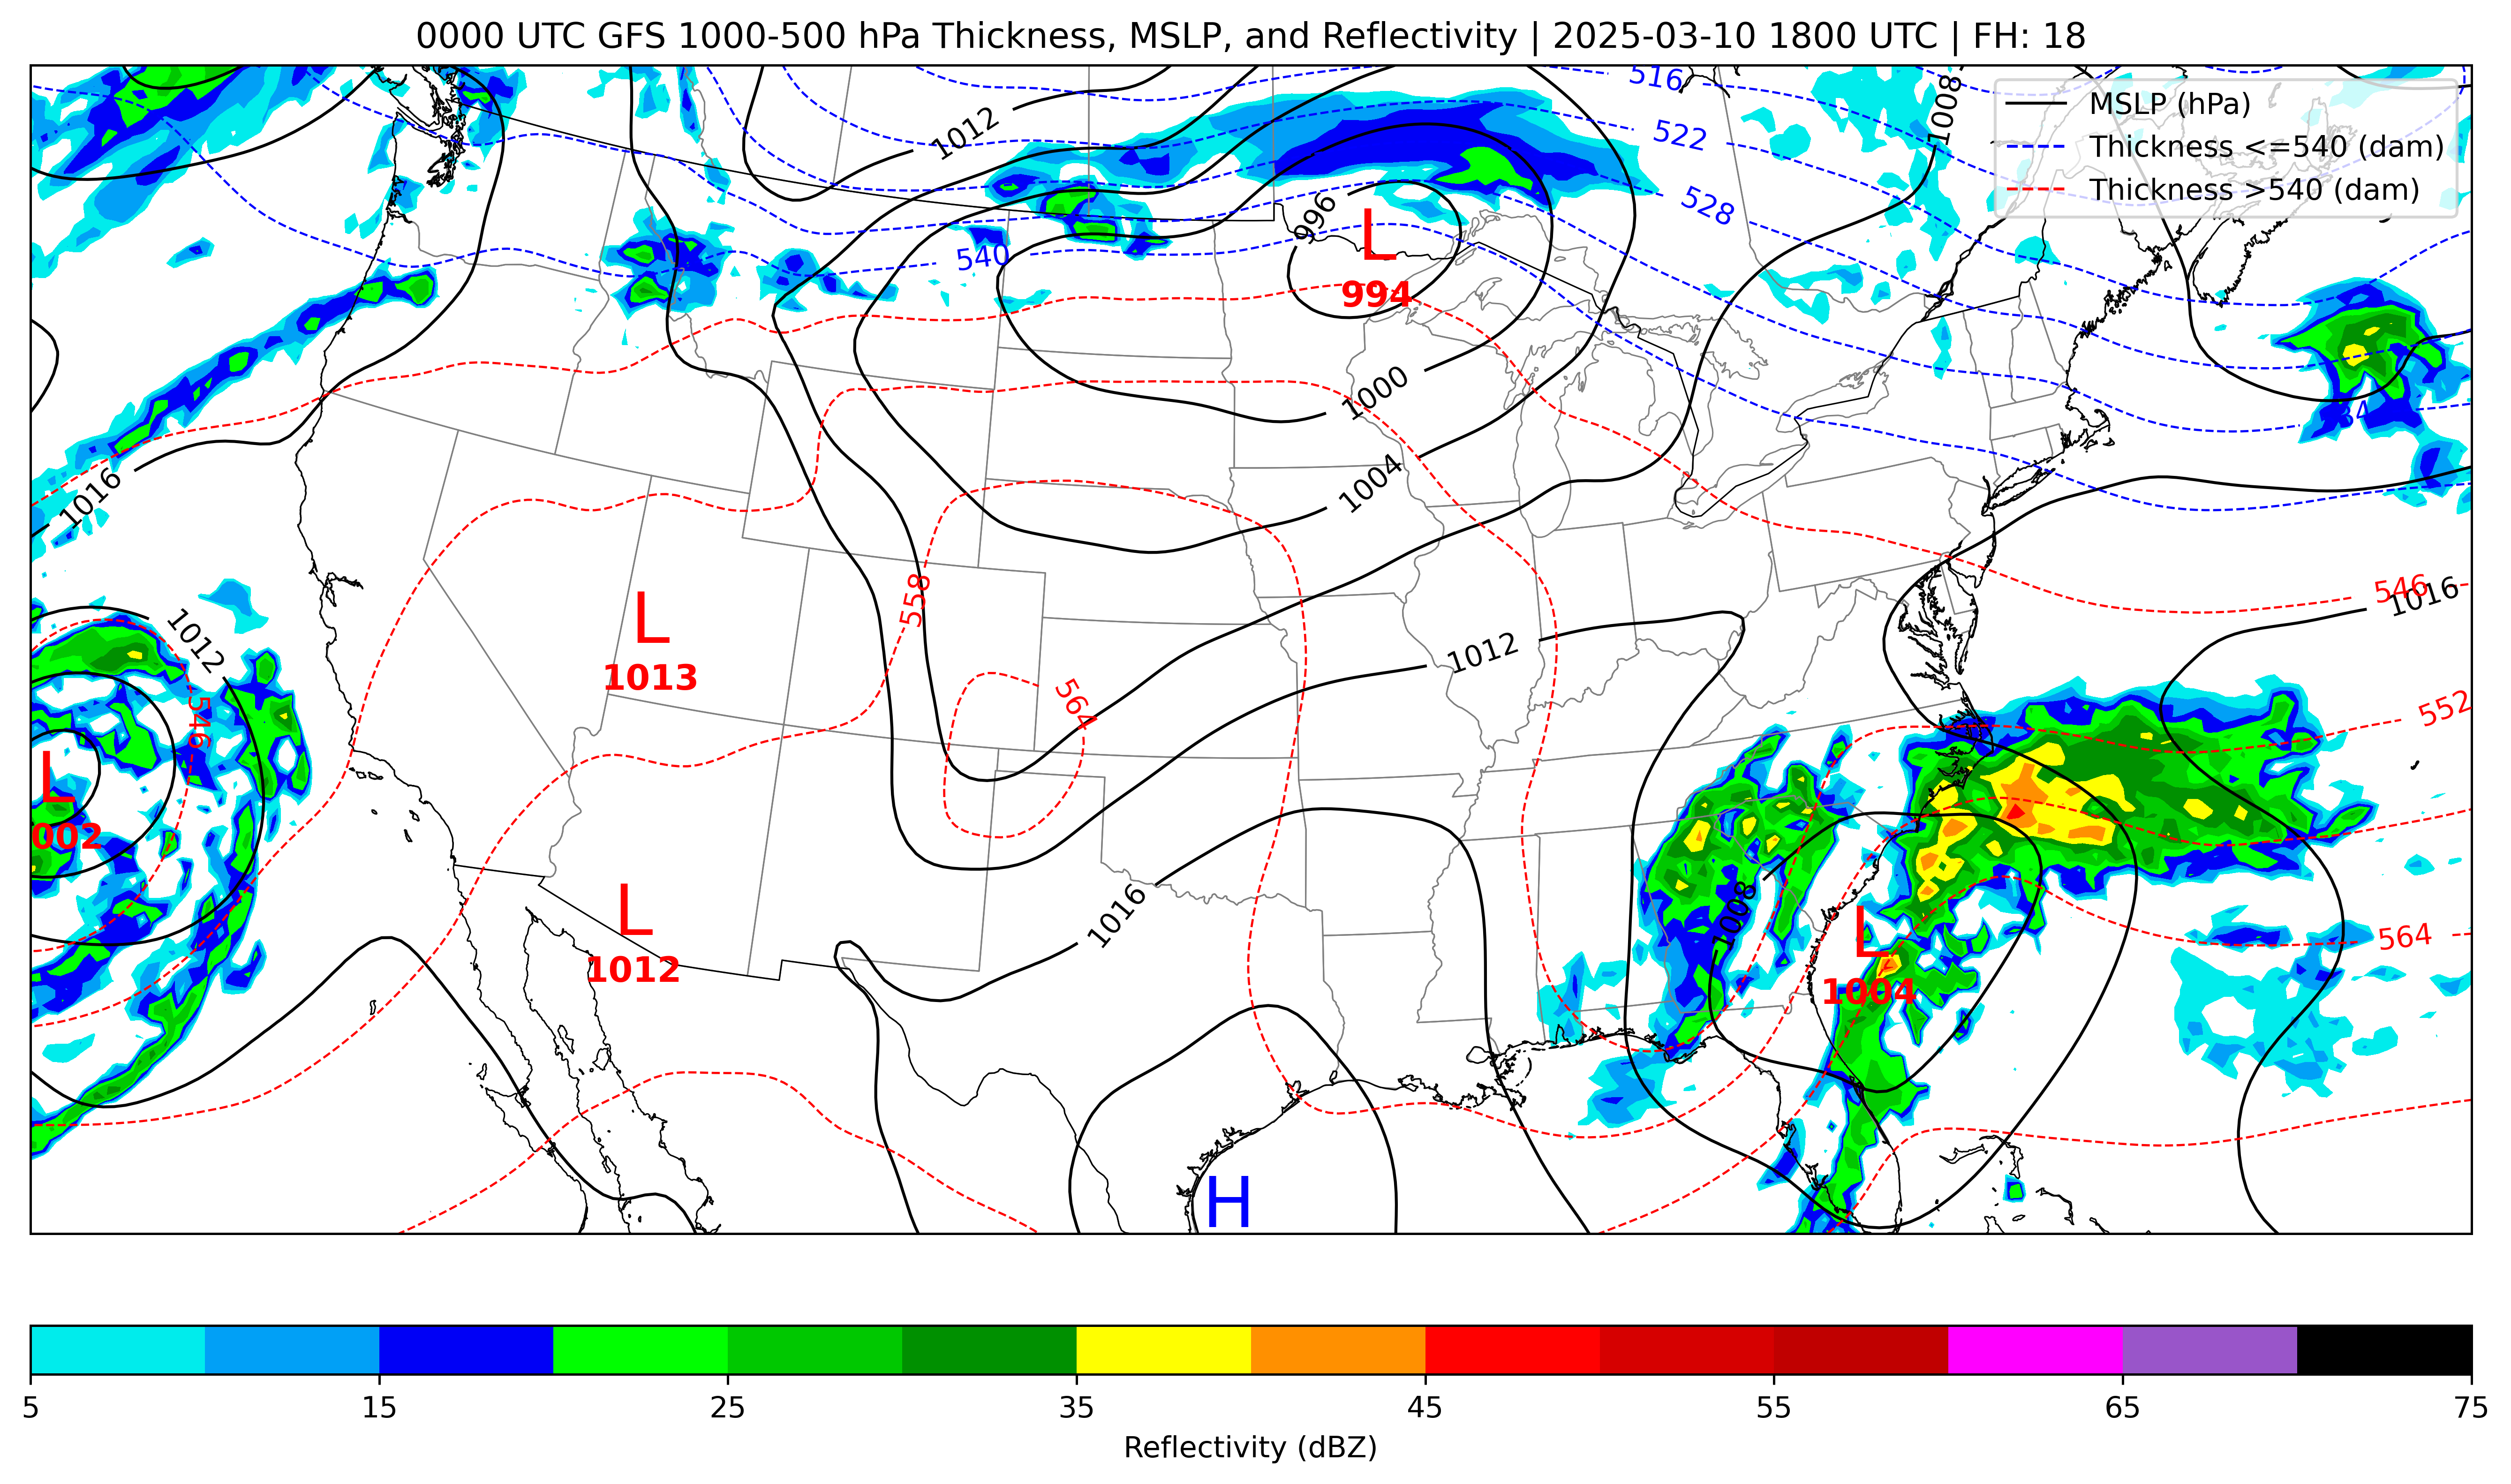 0000 UTC GFS 1000-500 hPa Thickness, MSLP, and Reflectivity | 2025-03-10 1800 UTC | FH: 18
MSLP (hPa)
Thickness <=540 (dam)
Thickness >540 (dam)
516
522
528
1008
1012
996
L
994
540
1000
1004
1016
1012
546
L
002
L
1013
558
564
1012
L
1012
1016
1008
L
1004
546
1016
552
564
H
5 15 25 35 45 55 65 75
Reflectivity (dBZ)